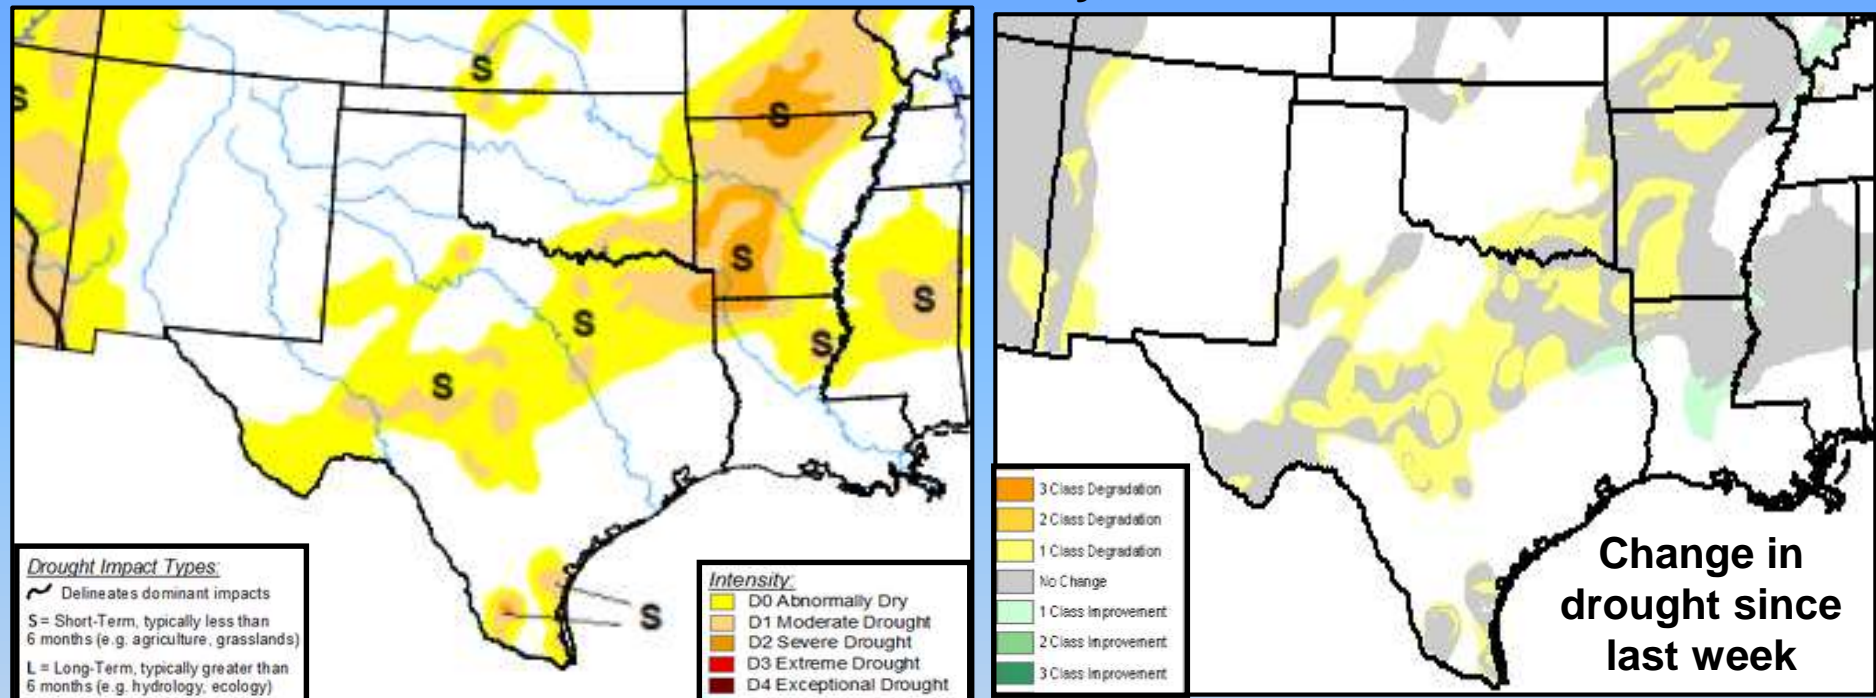 S
S
S
S
S
S
S
S
S
Drought Impact Types:
Delineates dominant impacts
S = Short-Term, typically less than
6 months (e.g. agriculture, grasslands)
L = Long-Term, typically greater than
6 months (e.g. hydrology, ecology)
Intensity:
D0 Abnormally Dry
D1 Moderate Drought
D2 Severe Drought
D3 Extreme Drought
D4 Exceptional Drought
3 Class Degradation
2 Class Degradation
1 Class Degradation
No Change
1 Class Improvement
2 Class Improvement
3 Class Improvement
Change in
drought since
last week